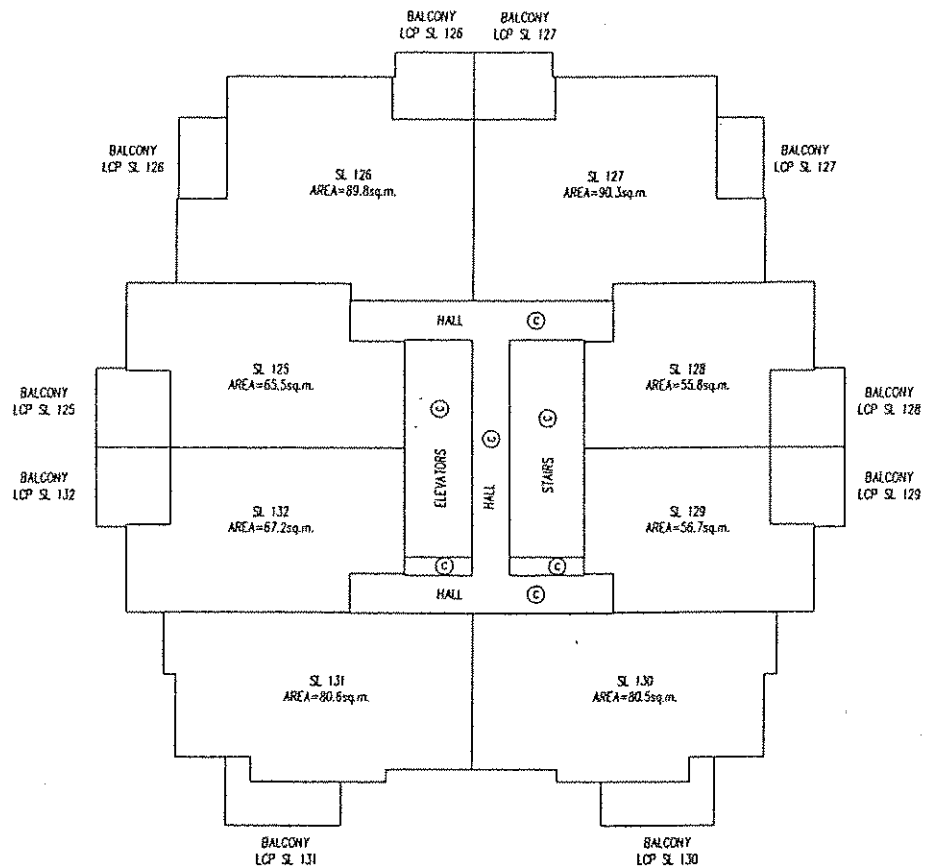 BALCONY
LCP SL 126
BALCONY
LCP SL 127
BALCONY
LCP SL 126
BALCONY
LCP SL 127
SL 126
AREA=89.8sq.m.
SL 127
AREA=90.3sq.m.
HALL
C
SL 125
AREA=65.5sq.m.
SL 128
AREA=55.8sq.m.
BALCONY
LCP SL 125
BALCONY
LCP SL 128
C
C
C
ELEVATORS
HALL
STAIRS
BALCONY
LCP SL 132
BALCONY
LCP SL 129
SL 132
AREA=67.2sq.m.
SL 129
AREA=56.7sq.m.
C
C
HALL
C
SL 131
AREA=80.6sq.m.
SL 130
AREA=80.5sq.m.
BALCONY
LCP SL 131
BALCONY
LCP SL 130